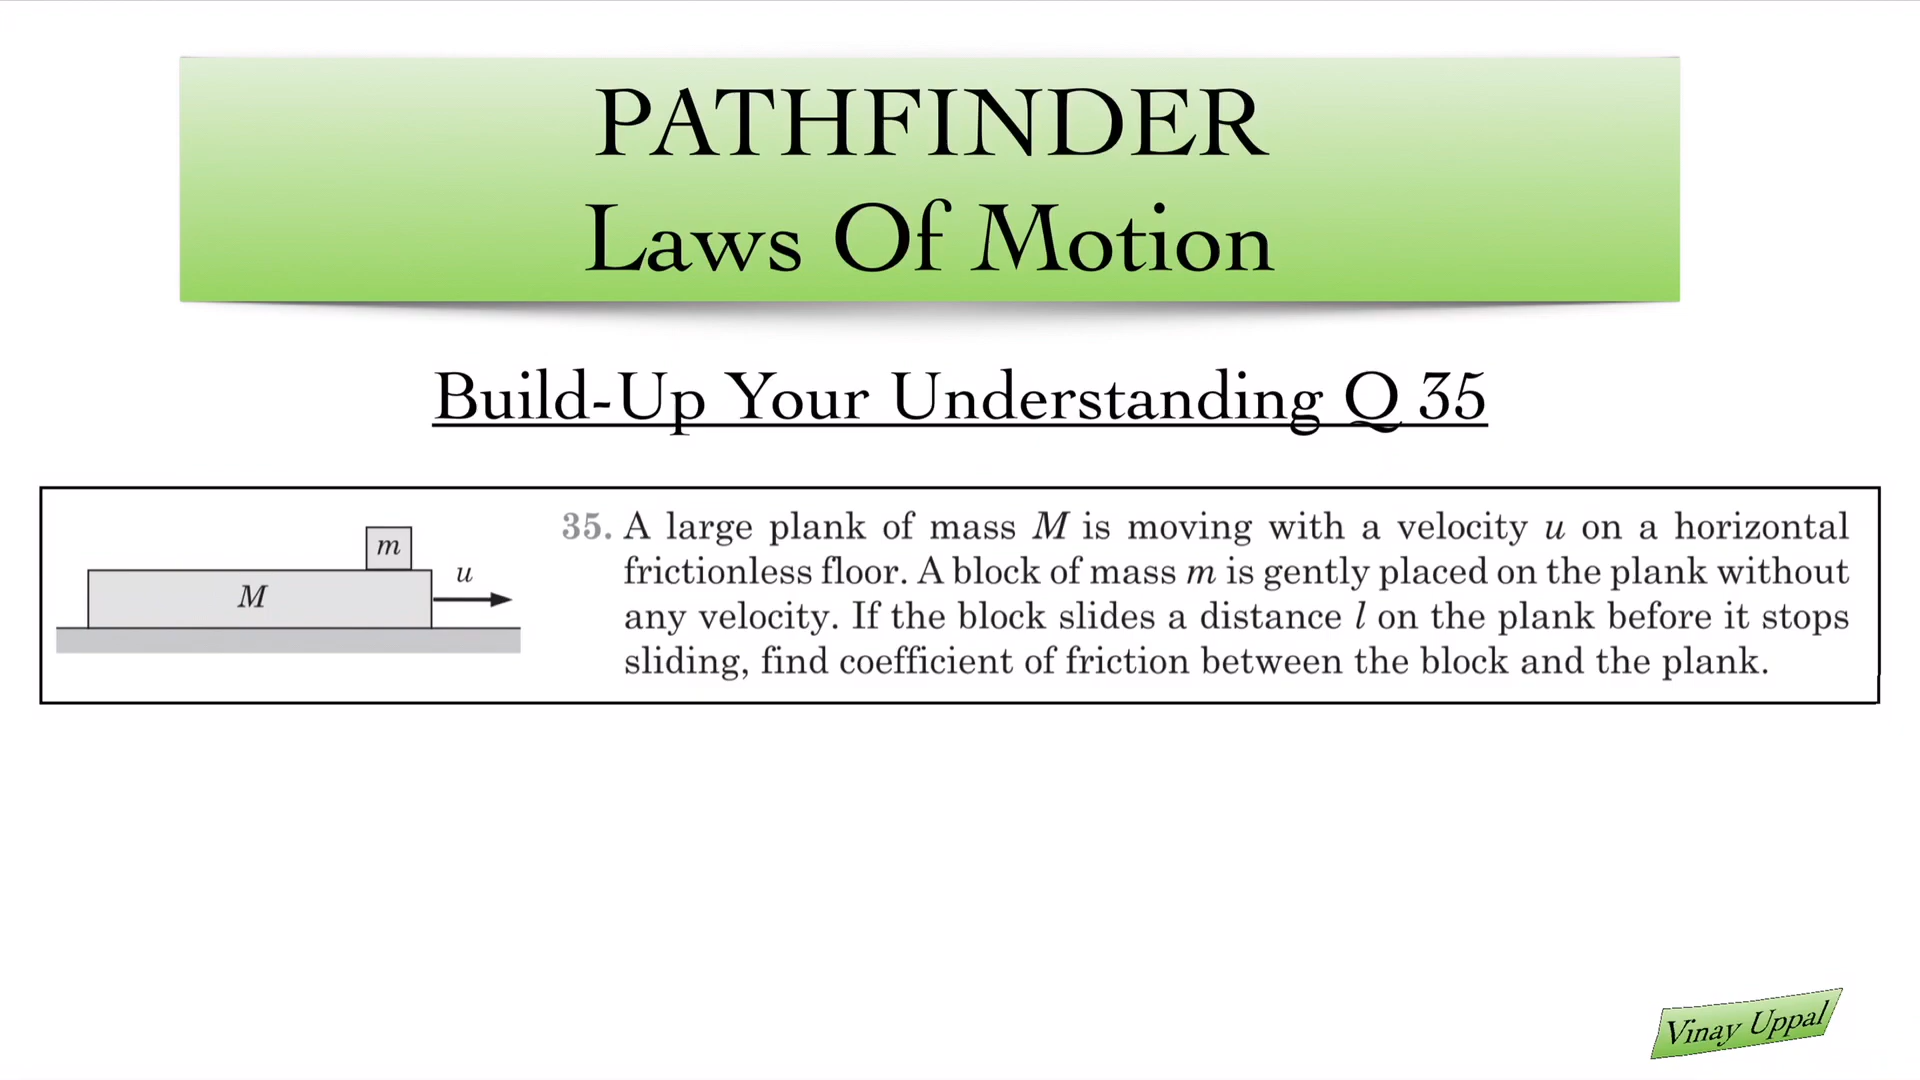 PATHFINDER
Laws Of Motion
Build-Up Your Understanding Q 35
m
M
u
35. A large plank of mass M is moving with a velocity u on a horizontal
frictionless floor. A block of mass m is gently placed on the plank without
any velocity. If the block slides a distance l on the plank before it stops
sliding, find coefficient of friction between the block and the plank.
Vinay Uppal